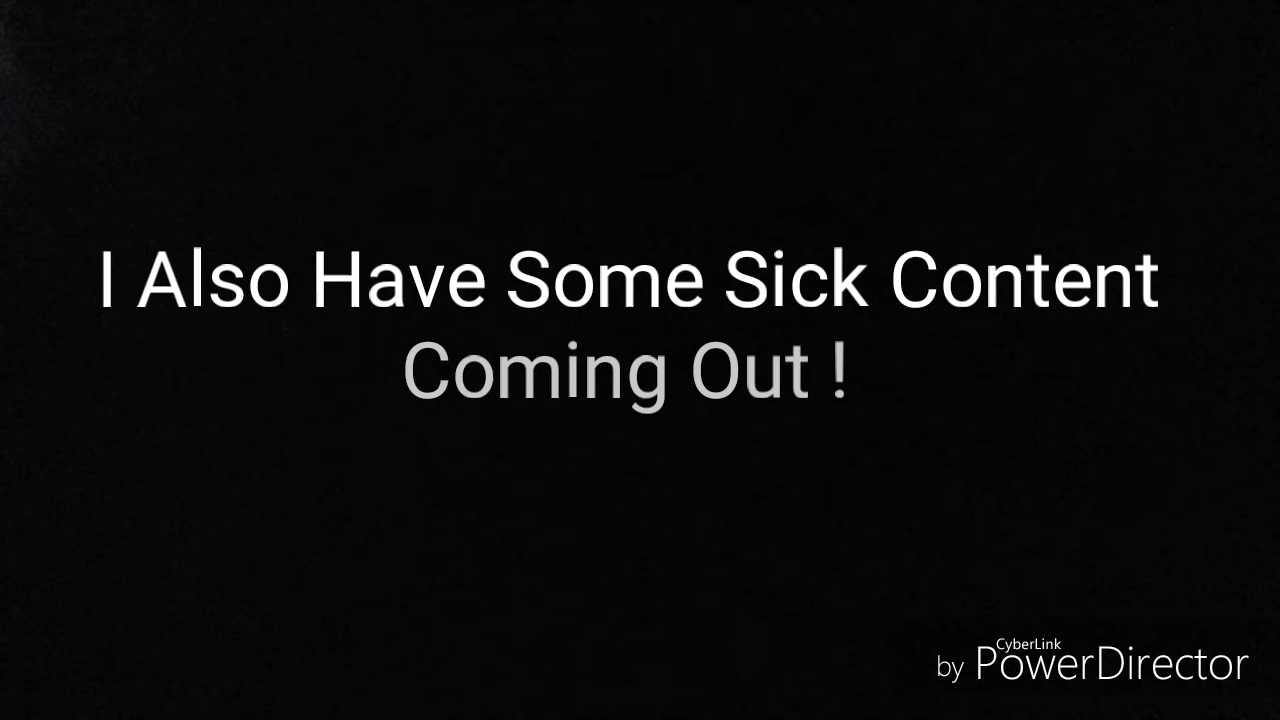 I Also Have Some Sick Content
Coming Out !
by CyberLink PowerDirector